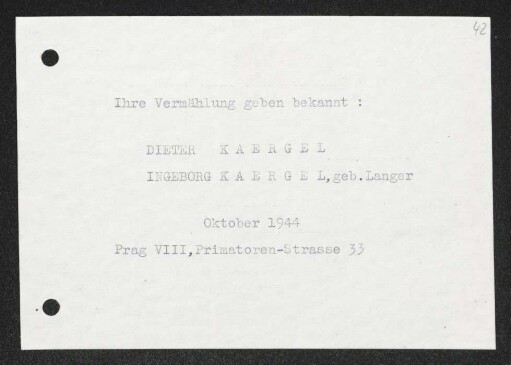 42
Ihre Vermählung geben bekannt :
DIETER K A E R G E L
INGEBORG K A E R G E L,geb.Langer
Oktober 1944
Prag VIII,Primatoren-Strasse 33